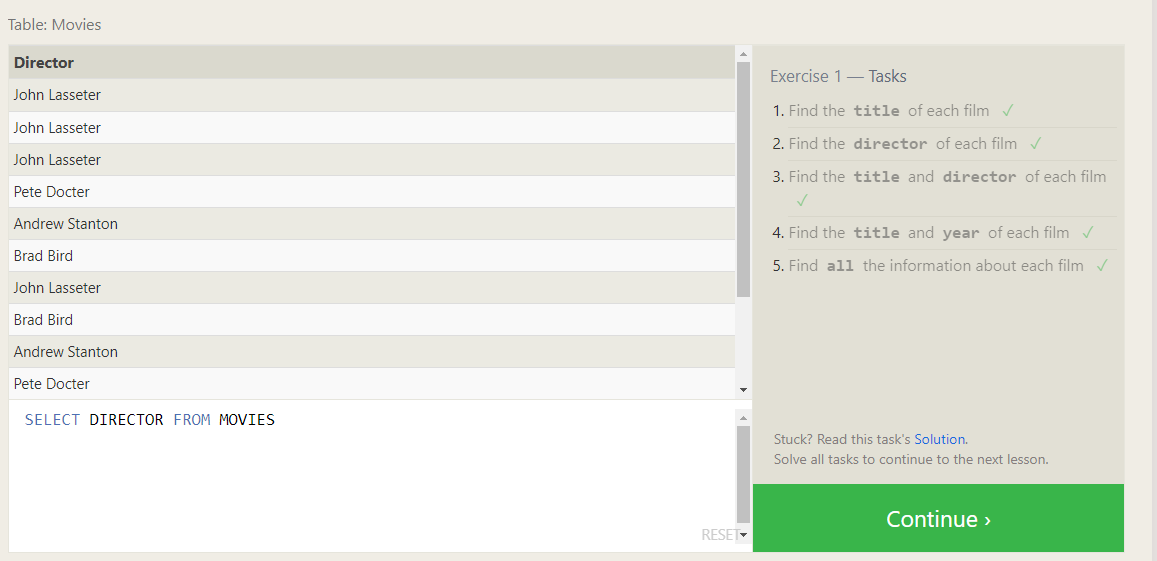 Table: Movies
Director
John Lasseter
John Lasseter
John Lasseter
Pete Docter
Andrew Stanton
Brad Bird
John Lasseter
Brad Bird
Andrew Stanton
Pete Docter
SELECT DIRECTOR FROM MOVIES
RESET
Exercise 1 — Tasks
1. Find the title of each film ✓
2. Find the director of each film ✓
3. Find the title and director of each film
✓
4. Find the title and year of each film ✓
5. Find all the information about each film ✓
Stuck? Read this task's Solution.
Solve all tasks to continue to the next lesson.
Continue ›